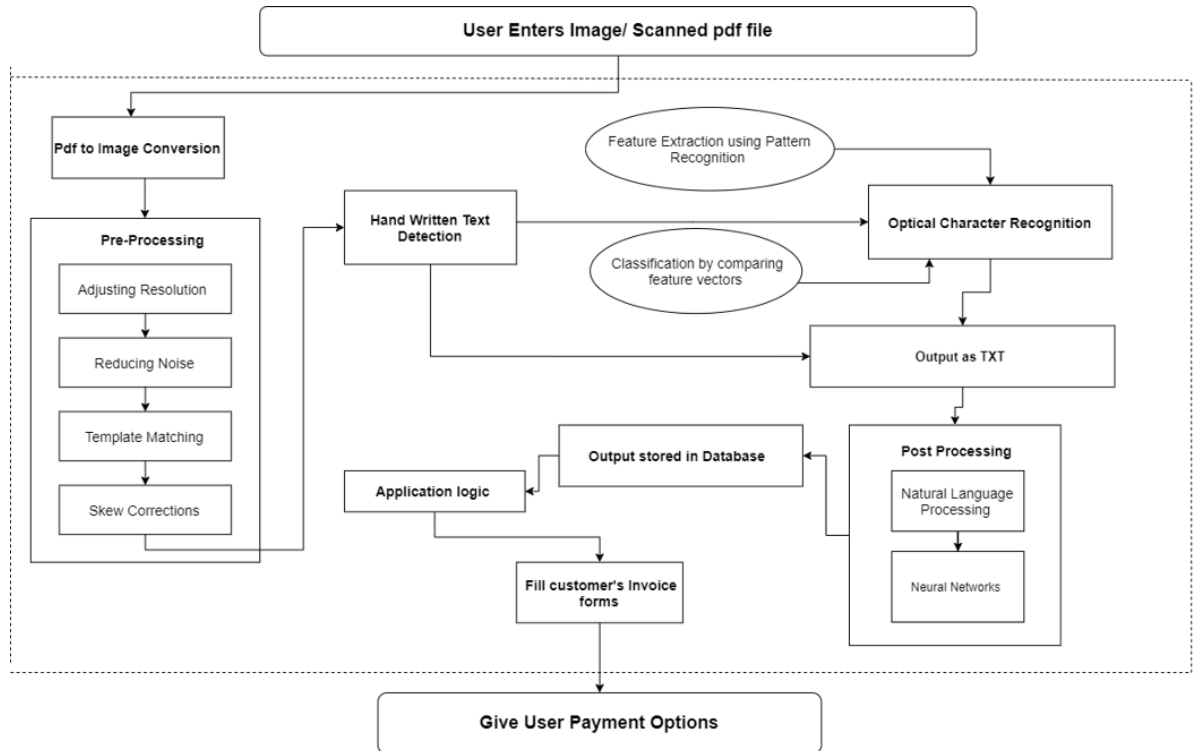 User Enters Image/ Scanned pdf file
Pdf to Image Conversion
Pre-Processing
Adjusting Resolution
Reducing Noise
Template Matching
Skew Corrections
Hand Written Text
Detection
Feature Extraction using Pattern
Recognition
Optical Character Recognition
Classification by comparing
feature vectors
Output as TXT
Post Processing
Natural Language
Processing
Neural Networks
Output stored in Database
Application logic
Fill customer's Invoice
forms
Give User Payment Options